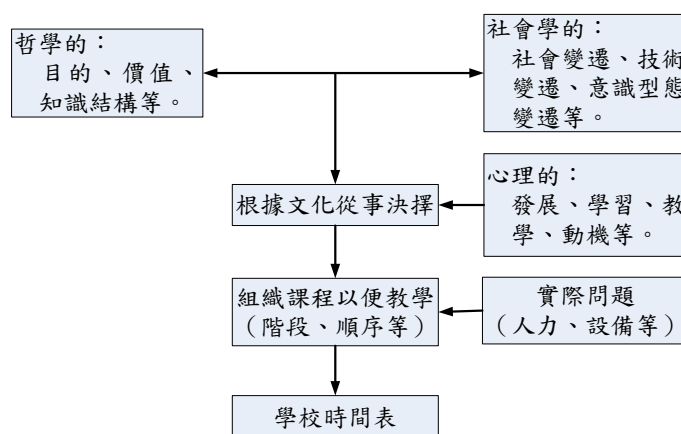 哲學的：
目的、價值、
知識結構等。
社會學的：
社會變遷、技術
變遷、意識型態
變遷等。
根據文化從事決擇
心理的：
發展、學習、教
學、動機等。
組織課程以便教學
（階段、順序等）
實際問題
（人力、設備等）
學校時間表